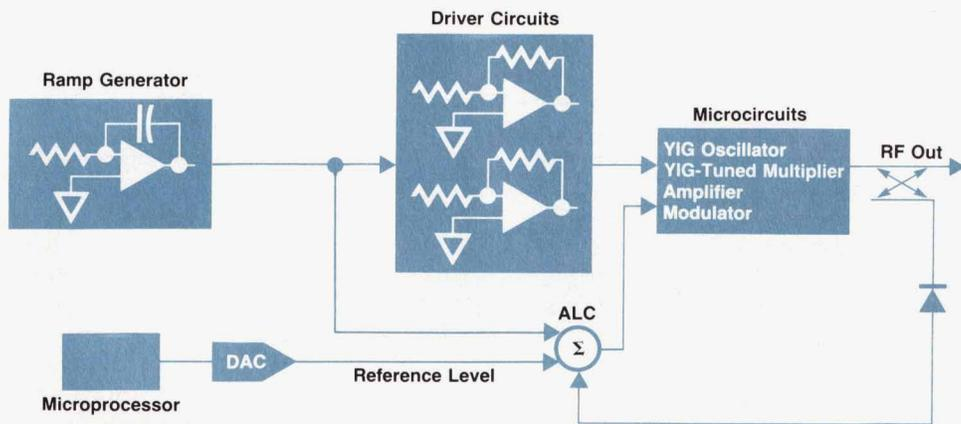 Driver Circuits
Ramp Generator
Microcircuits
YIG Oscillator
YIG-Tuned Multiplier
Amplifier
Modulator
RF Out
ALC
Σ
DAC
Reference Level
Microprocessor